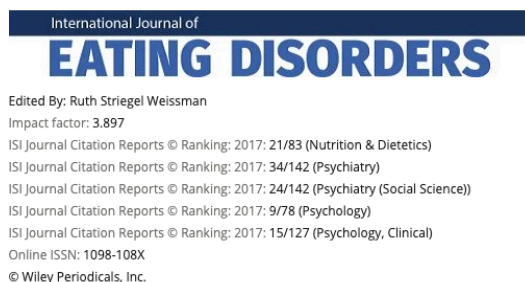 International Journal of
EATING DISORDERS
Edited By: Ruth Striegel Weissman
Impact factor: 3.897
ISI Journal Citation Reports © Ranking: 2017: 21/83 (Nutrition & Dietetics)
ISI Journal Citation Reports © Ranking: 2017: 34/142 (Psychiatry)
ISI Journal Citation Reports © Ranking: 2017: 24/142 (Psychiatry (Social Science))
ISI Journal Citation Reports © Ranking: 2017: 9/78 (Psychology)
ISI Journal Citation Reports © Ranking: 2017: 15/127 (Psychology, Clinical)
Online ISSN: 1098-108X
© Wiley Periodicals, Inc.